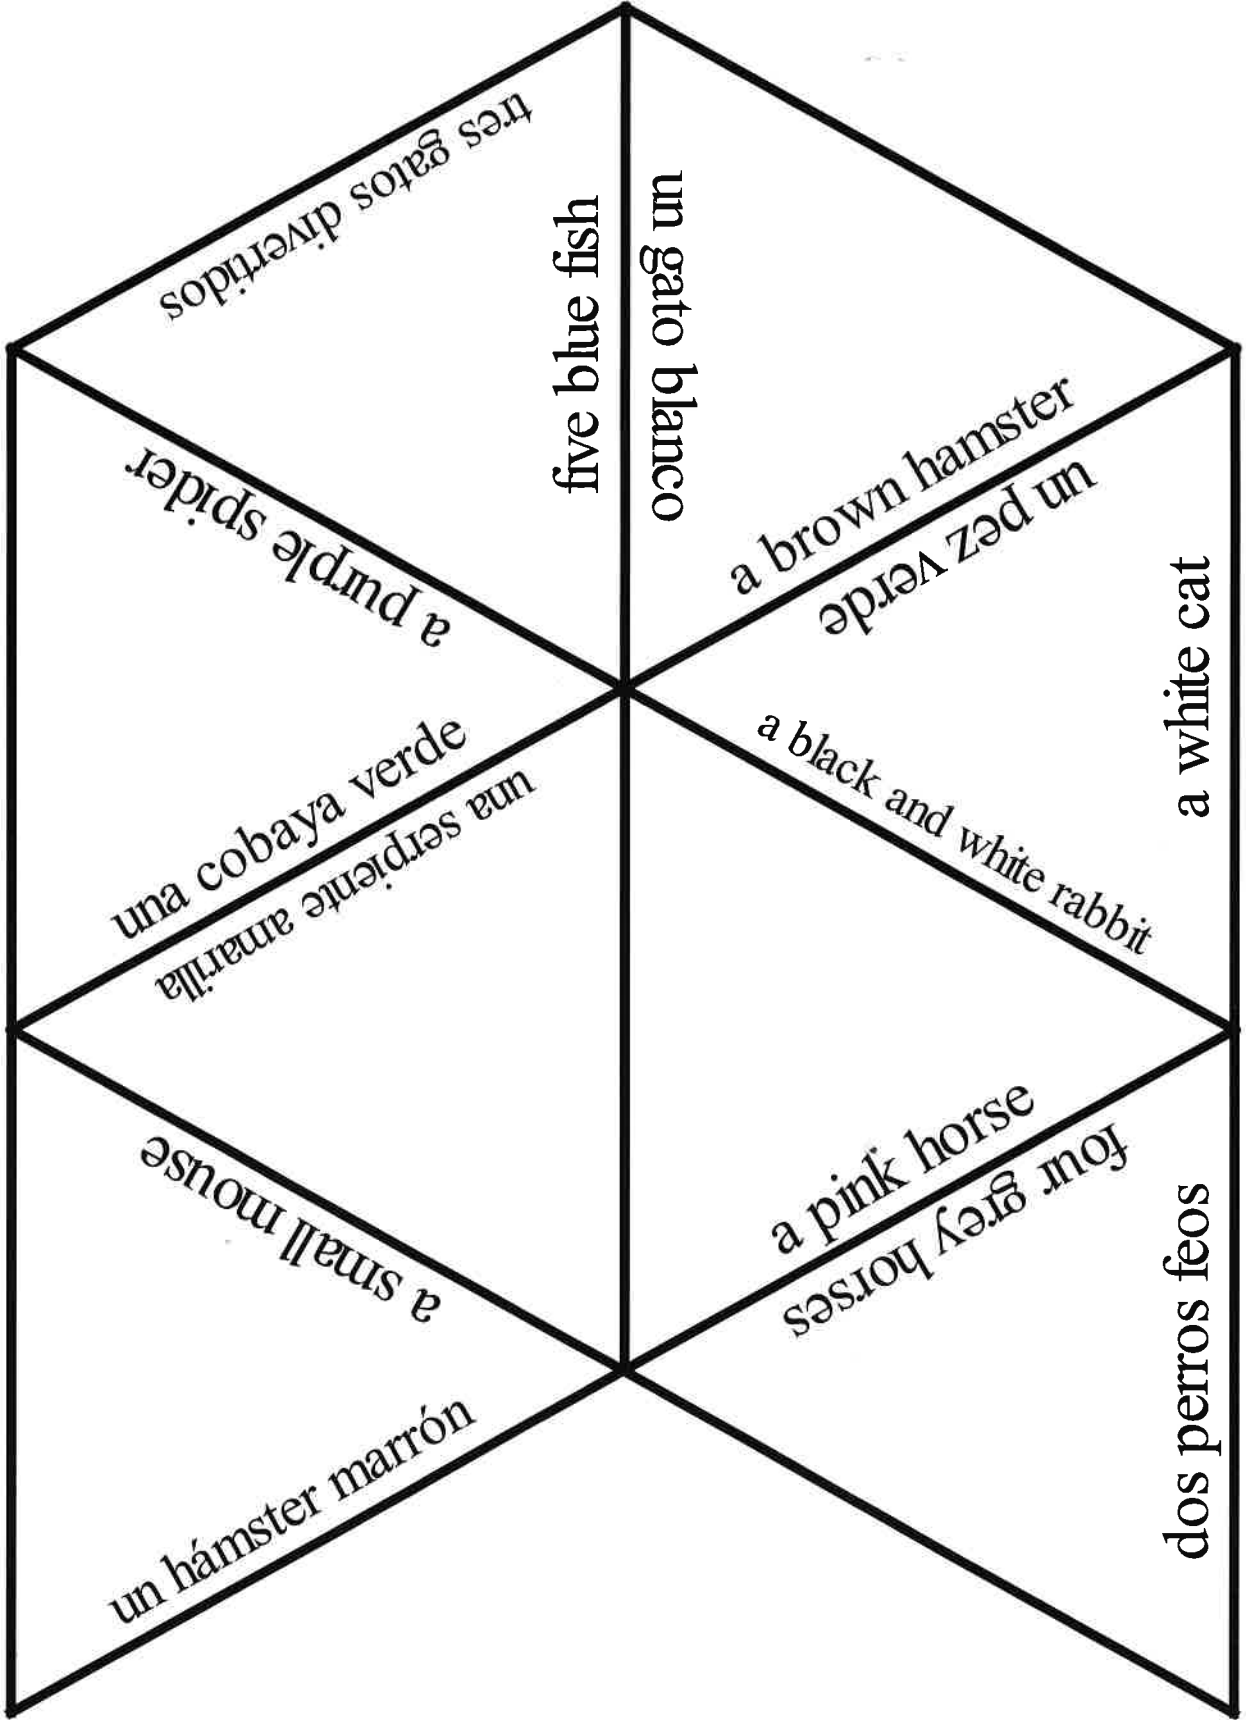 tres gatos divertidos
five blue fish
un gato blanco
a brown hamster
un pez verde
a purple spider
a white cat
una cobaya verde
a black and white rabbit
una serpiente amarilla
a pink horse
four grey horses
a small mouse
dos perros feos
un hámster marrón